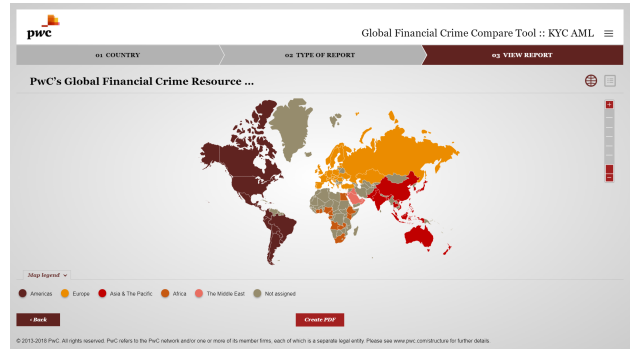 pwc
Global Financial Crime Compare Tool :: KYC AML
01 COUNTRY
02 TYPE OF REPORT
03 VIEW REPORT
PwC's Global Financial Crime Resource ...
Map legend
Americas
Europe
Asia & The Pacific
Africa
The Middle East
Not assigned
‹ Back
Create PDF
© 2013-2018 PwC. All rights reserved. PwC refers to the PwC network and/or one or more of its member firms, each of which is a separate legal entity. Please see www.pwc.com/structure for further details.